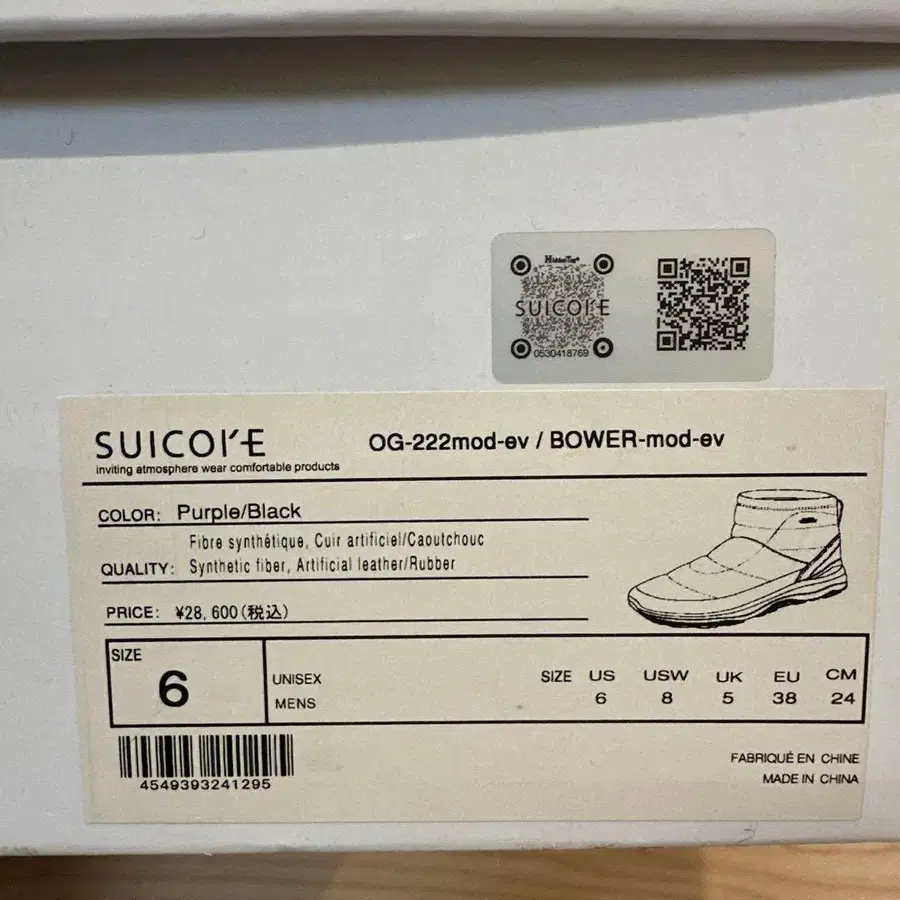 HiddenTag®
SUICOKE
0530418769
SUICOKE
OG-222mod-ev / BOWER-mod-ev
inviting atmosphere wear comfortable products
COLOR: Purple/Black
Fibre synthétique, Cuir artificiel/Caoutchouc
QUALITY: Synthetic fiber, Artificial leather/Rubber
PRICE: ¥28,600(税込)
SIZE
6
UNISEX
MENS
SIZE US USW UK EU CM
6 8 5 38 24
4549393241295
FABRIQUÉ EN CHINE
MADE IN CHINA